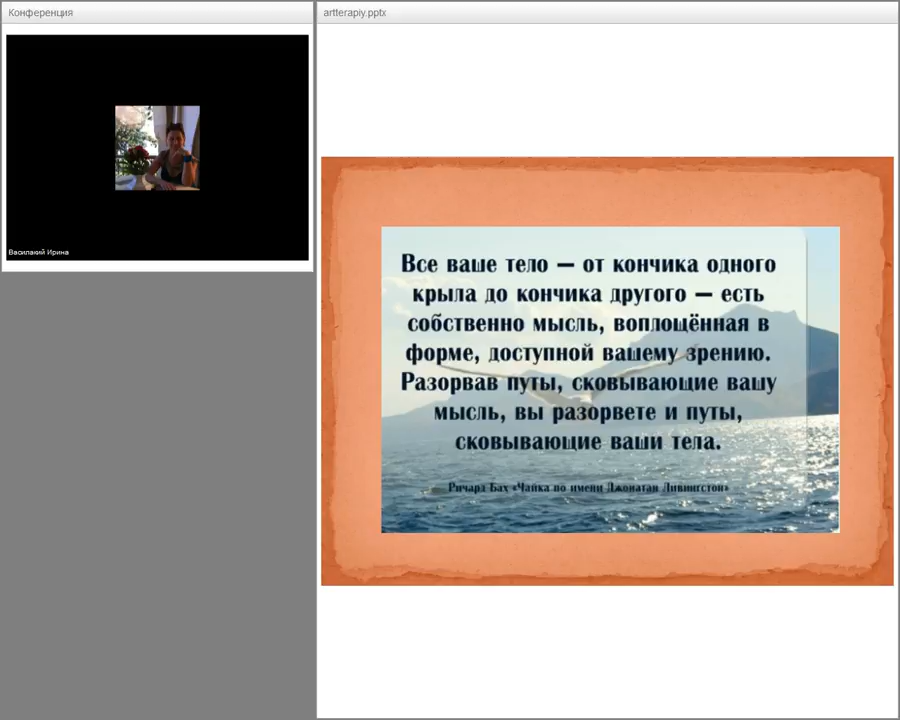 Конференция
artterapiy.pptx
Василакий Ирина
Все ваше тело — от кончика одного
крыла до кончика другого — есть
собственно мысль, воплощённая в
форме, доступной вашему зрению.
Разорвав путы, сковывающие вашу
мысль, вы разорвете и путы,
сковывающие ваши тела.
Ричард Бах «Чайка по имени Джонатан Ливингстон»